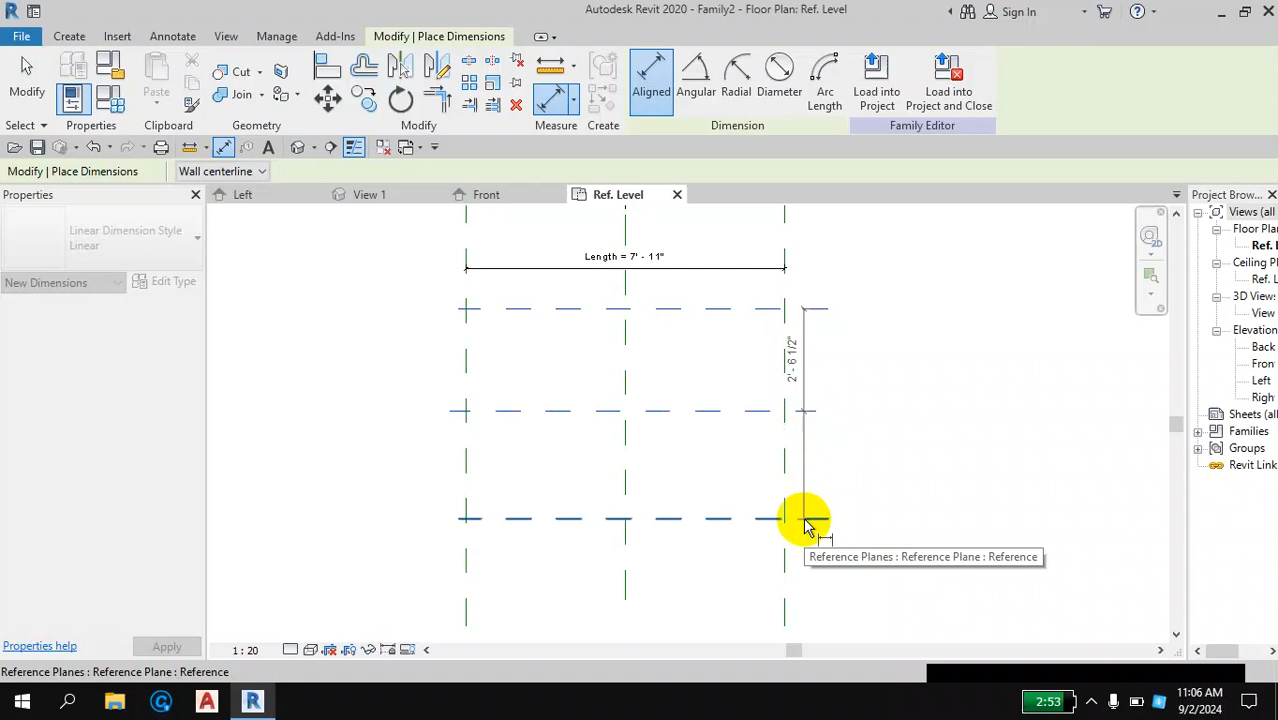 Autodesk Revit 2020 - Family2 - Floor Plan: Ref. Level
Sign In
File Create Insert Annotate View Manage Add-Ins Modify | Place Dimensions
Modify
Paste
Cut
Join
Aligned Angular Radial Diameter Arc Length
Load into Project
Load into Project and Close
Select Properties Clipboard Geometry Modify Measure Create Dimension Family Editor
Modify | Place Dimensions
Wall centerline
Properties
Left View 1 Front Ref. Level
Project Brow...
Linear Dimension Style
Linear
New Dimensions
Edit Type
Length = 7' - 11"
2' - 6 1/2"
Reference Planes : Reference Plane : Reference
Views (all
Floor Plan
Ref. L
Ceiling P
Ref. L
3D Views
View
Elevation
Back
Front
Left
Righ
Sheets (all
Families
Groups
Revit Link
Properties help
Apply
1 : 20
Reference Planes : Reference Plane : Reference
2:53
11:06 AM
9/2/2024